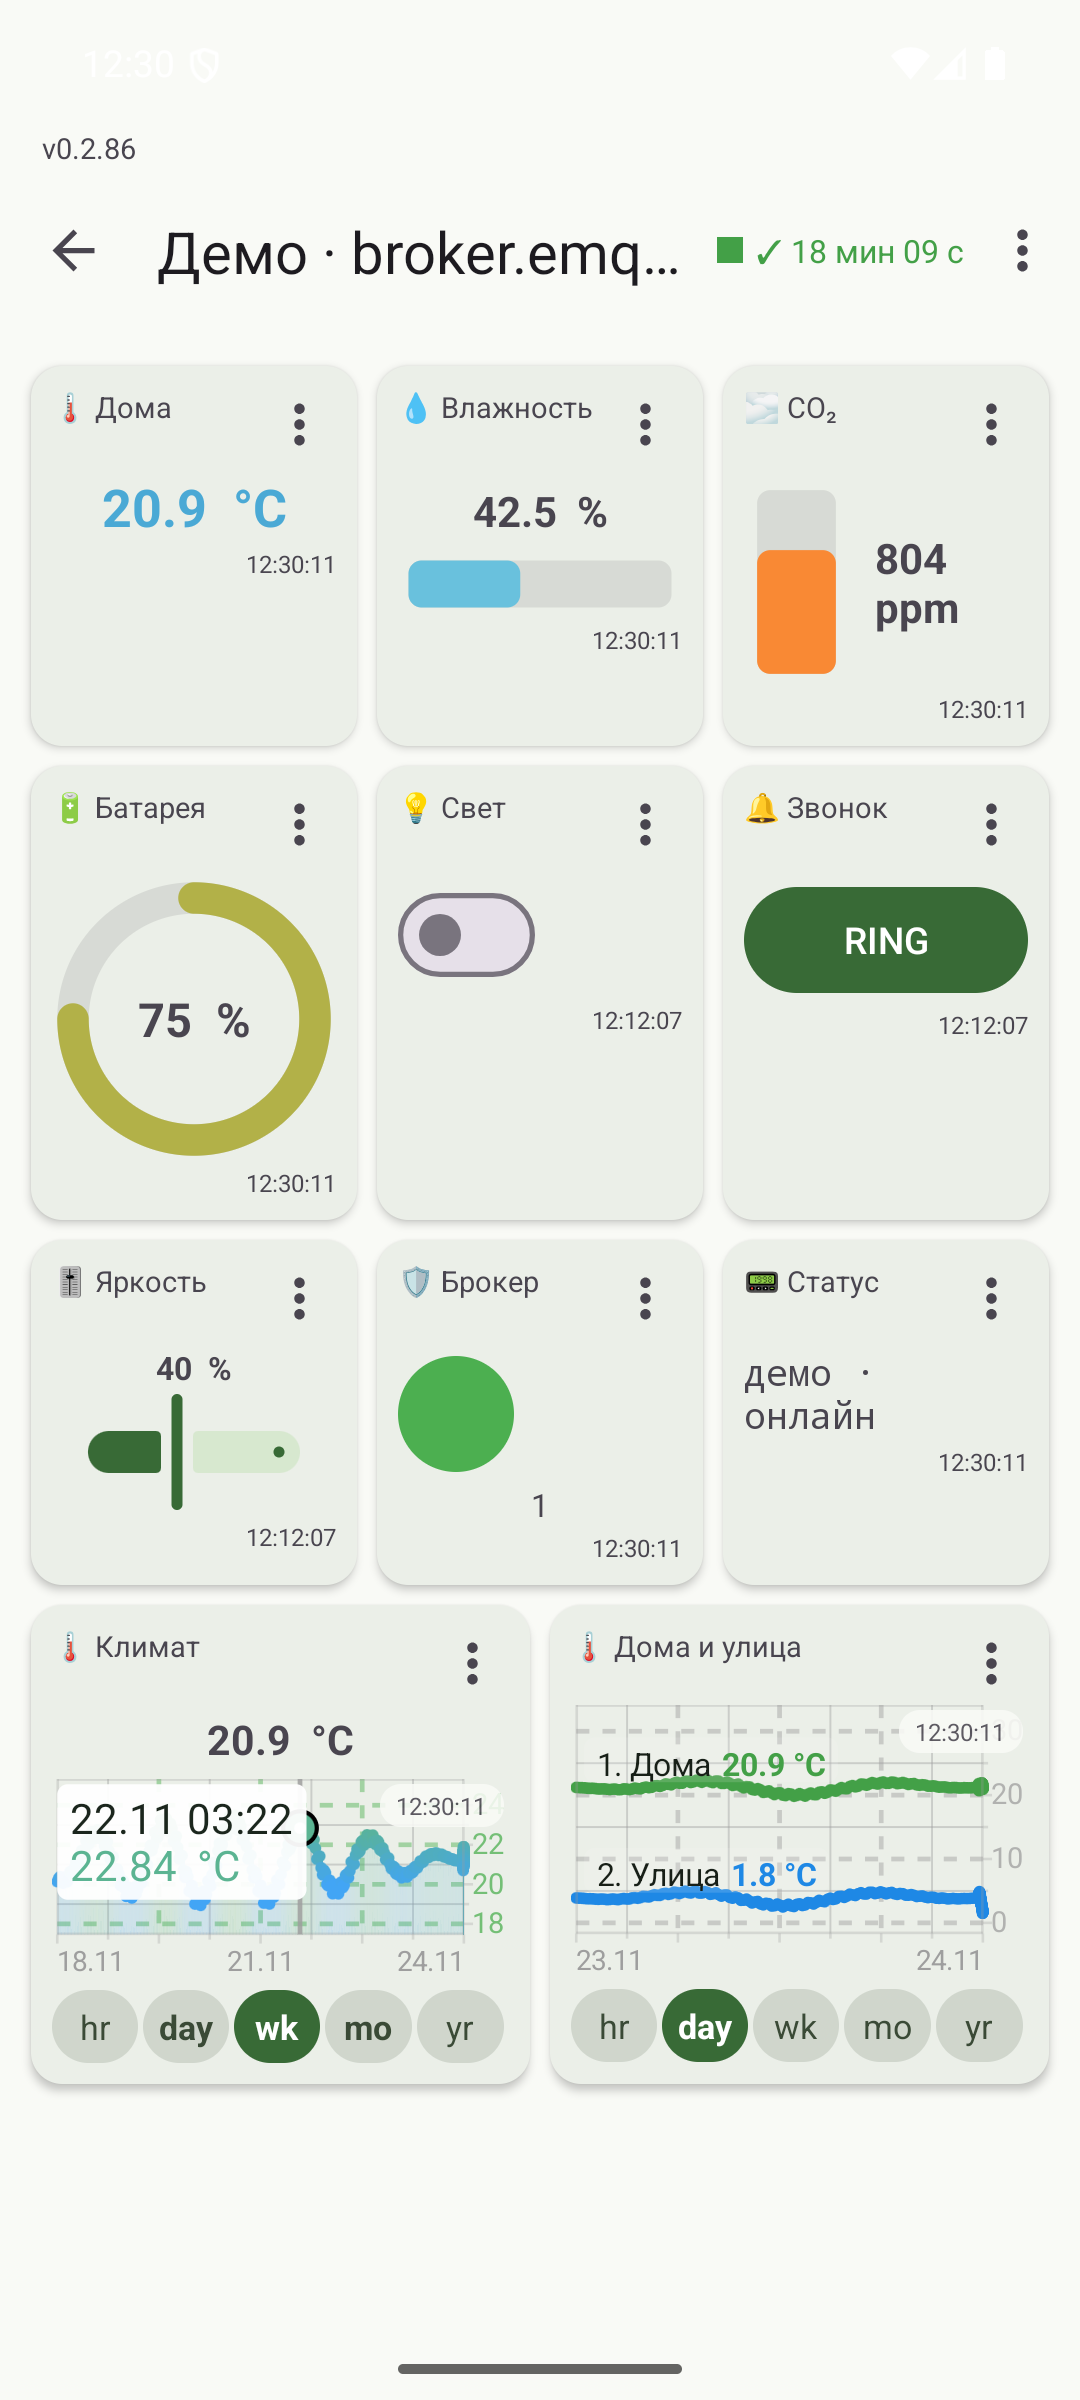 12:30
v0.2.86
Демо · broker.emq... ✓ 18 мин 09 с
Дома
20.9 °C
12:30:11
Влажность
42.5 %
12:30:11
CO₂
804
ppm
12:30:11
Батарея
75 %
12:30:11
Свет
12:12:07
Звонок
RING
12:12:07
Яркость
40 %
12:12:07
Брокер
1
12:30:11
Статус
демо ·
онлайн
12:30:11
Климат
20.9 °C
22.11 03:22
22.84 °C
12:30:11
24
22
20
18
18.11 21.11 24.11
hr day wk mo yr
Дома и улица
12:30:11
1. Дома 20.9 °C
20
10
2. Улица 1.8 °C
0
23.11 24.11
hr day wk mo yr